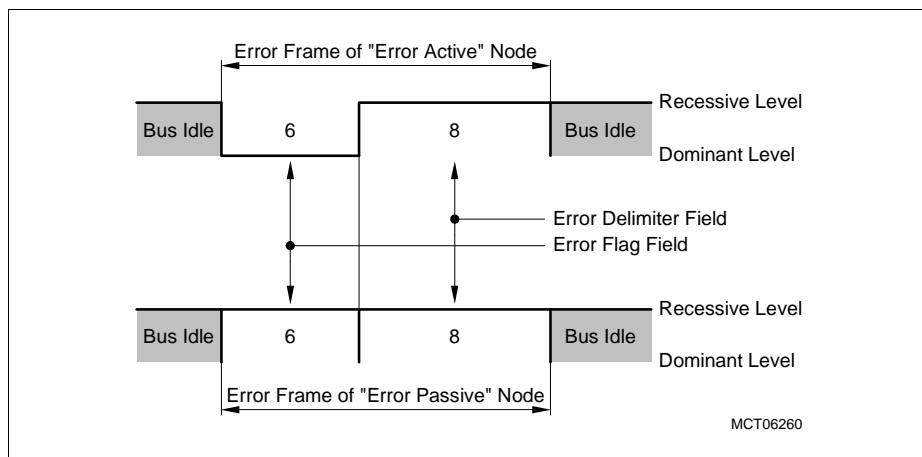 Error Frame of "Error Active" Node
Recessive Level
Bus Idle 6 8 Bus Idle
Dominant Level
Error Delimiter Field
Error Flag Field
Recessive Level
Bus Idle 6 8 Bus Idle
Dominant Level
Error Frame of "Error Passive" Node
MCT06260